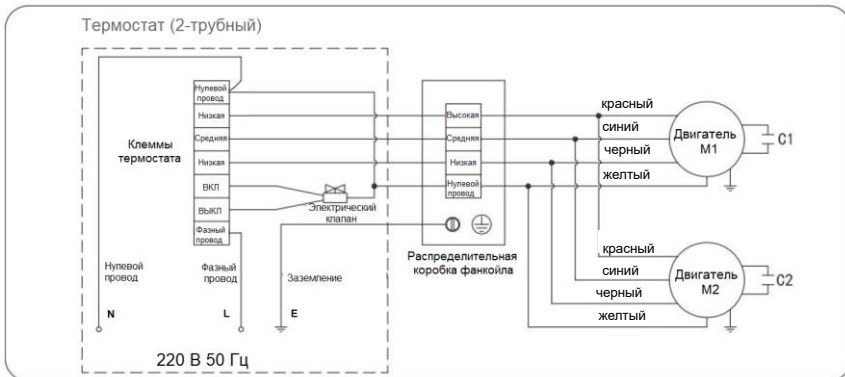 Термостат (2-трубный)
Клеммы
термостата
Нулевой
провод
Низкая
Средняя
Низкая
ВКЛ
ВЫКЛ
Фазный
провод
Электрический
клапан
Нулевой
провод
Фазный
провод
Заземление
N
L
E
220 В 50 Гц
Высокая
Средняя
Низкая
Нулевой
провод
Распределительная
коробка фанкойла
красный
синий
черный
желтый
Двигатель
M1
C1
красный
синий
черный
желтый
Двигатель
M2
C2